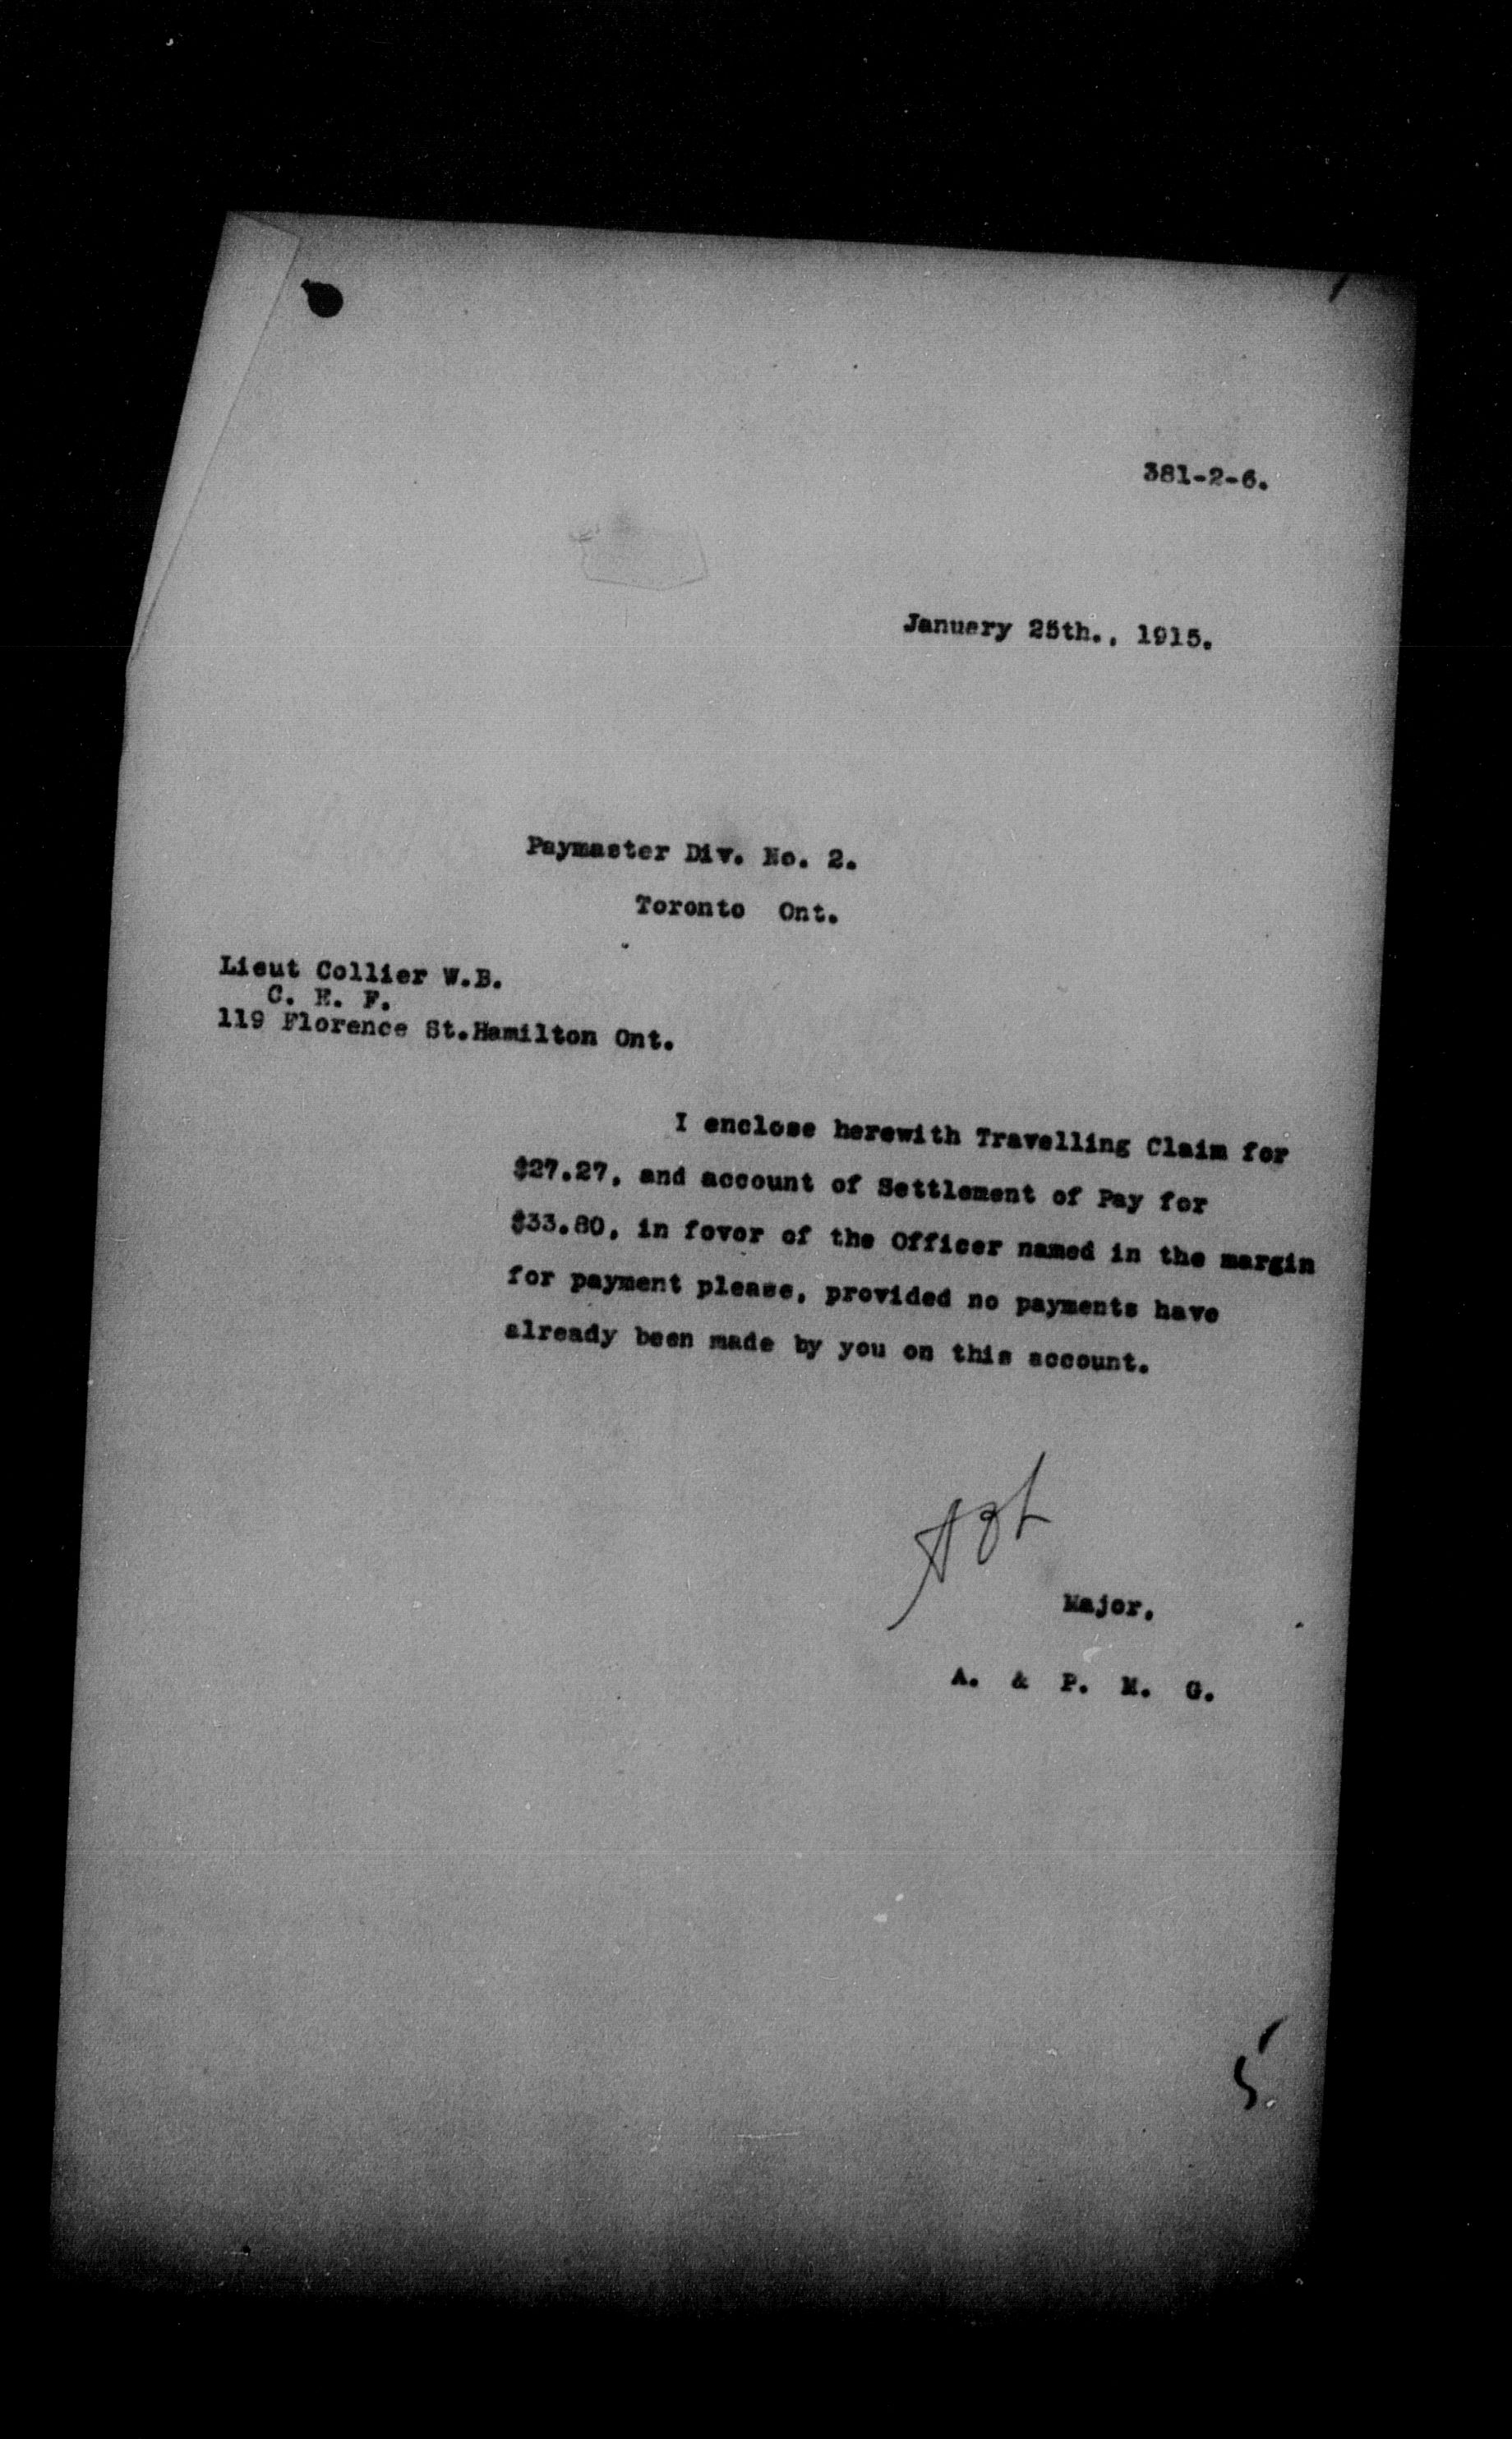 381-2-6.
January 25th., 1915.
Paymaster Div. No. 2.
Toronto Ont.
Lieut Collier W.B.
C. E. F.
119 Florence St.Hamilton Ont.
I enclose herewith Travelling Claim for
$27.27, and account of Settlement of Pay for
$33.80, in fovor of the Officer named in the margin
for payment please, provided no payments have
already been made by you on this account.
Major,
A. & P. M. G.
5